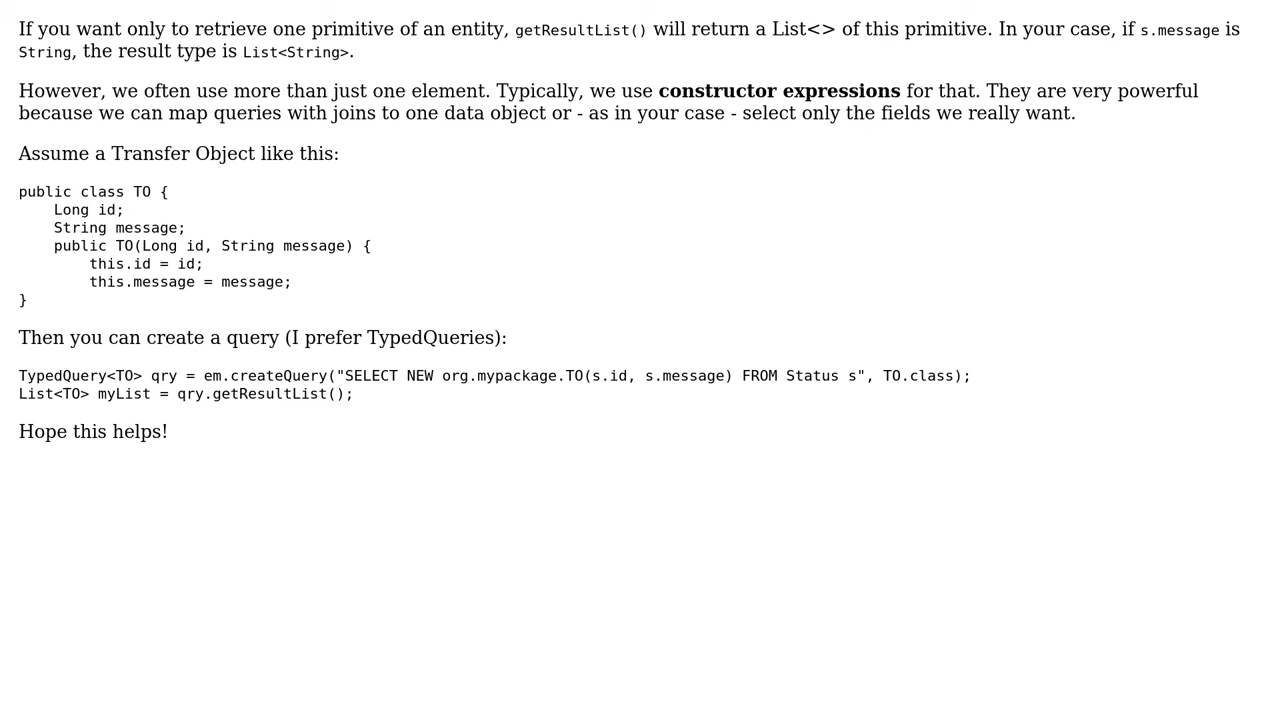 If you want only to retrieve one primitive of an entity, getResultList() will return a List<> of this primitive. In your case, if s.message is
String, the result type is List<String>.
However, we often use more than just one element. Typically, we use constructor expressions for that. They are very powerful
because we can map queries with joins to one data object or - as in your case - select only the fields we really want.
Assume a Transfer Object like this:
public class TO {
    Long id;
    String message;
    public TO(Long id, String message) {
        this.id = id;
        this.message = message;
}
Then you can create a query (I prefer TypedQueries):
TypedQuery<TO> qry = em.createQuery("SELECT NEW org.mypackage.TO(s.id, s.message) FROM Status s", TO.class);
List<TO> myList = qry.getResultList();
Hope this helps!